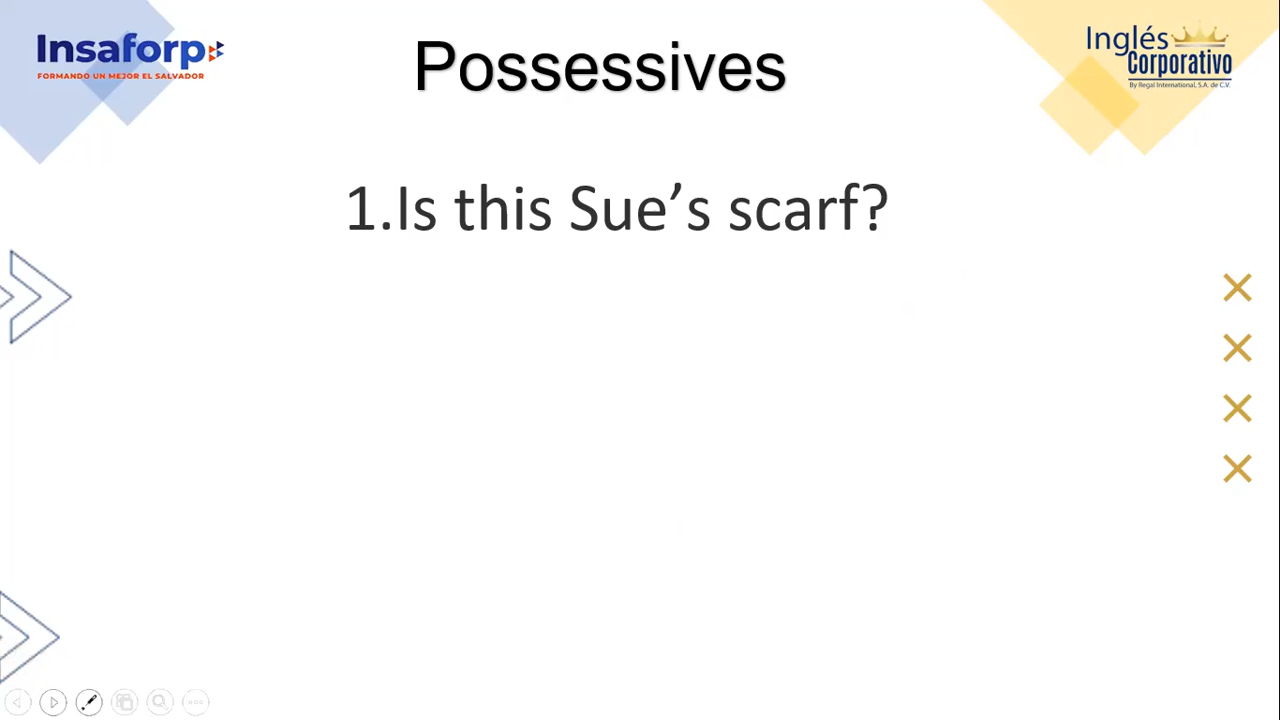 Insaforp
FORMANDO UN MEJOR EL SALVADOR
Possessives
Inglés
Corporativo
By Regal International, S.A. de C.V.
1.Is this Sue’s scarf?